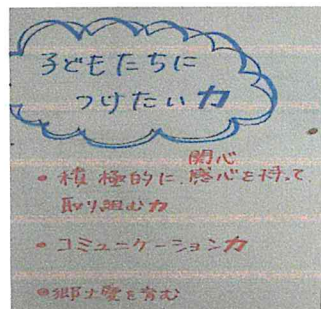 子どもたちに
つけたい力
関心
• 積極的に、感心を持って
取り組む力
• コミュニケーション力
• 郷土愛を育む